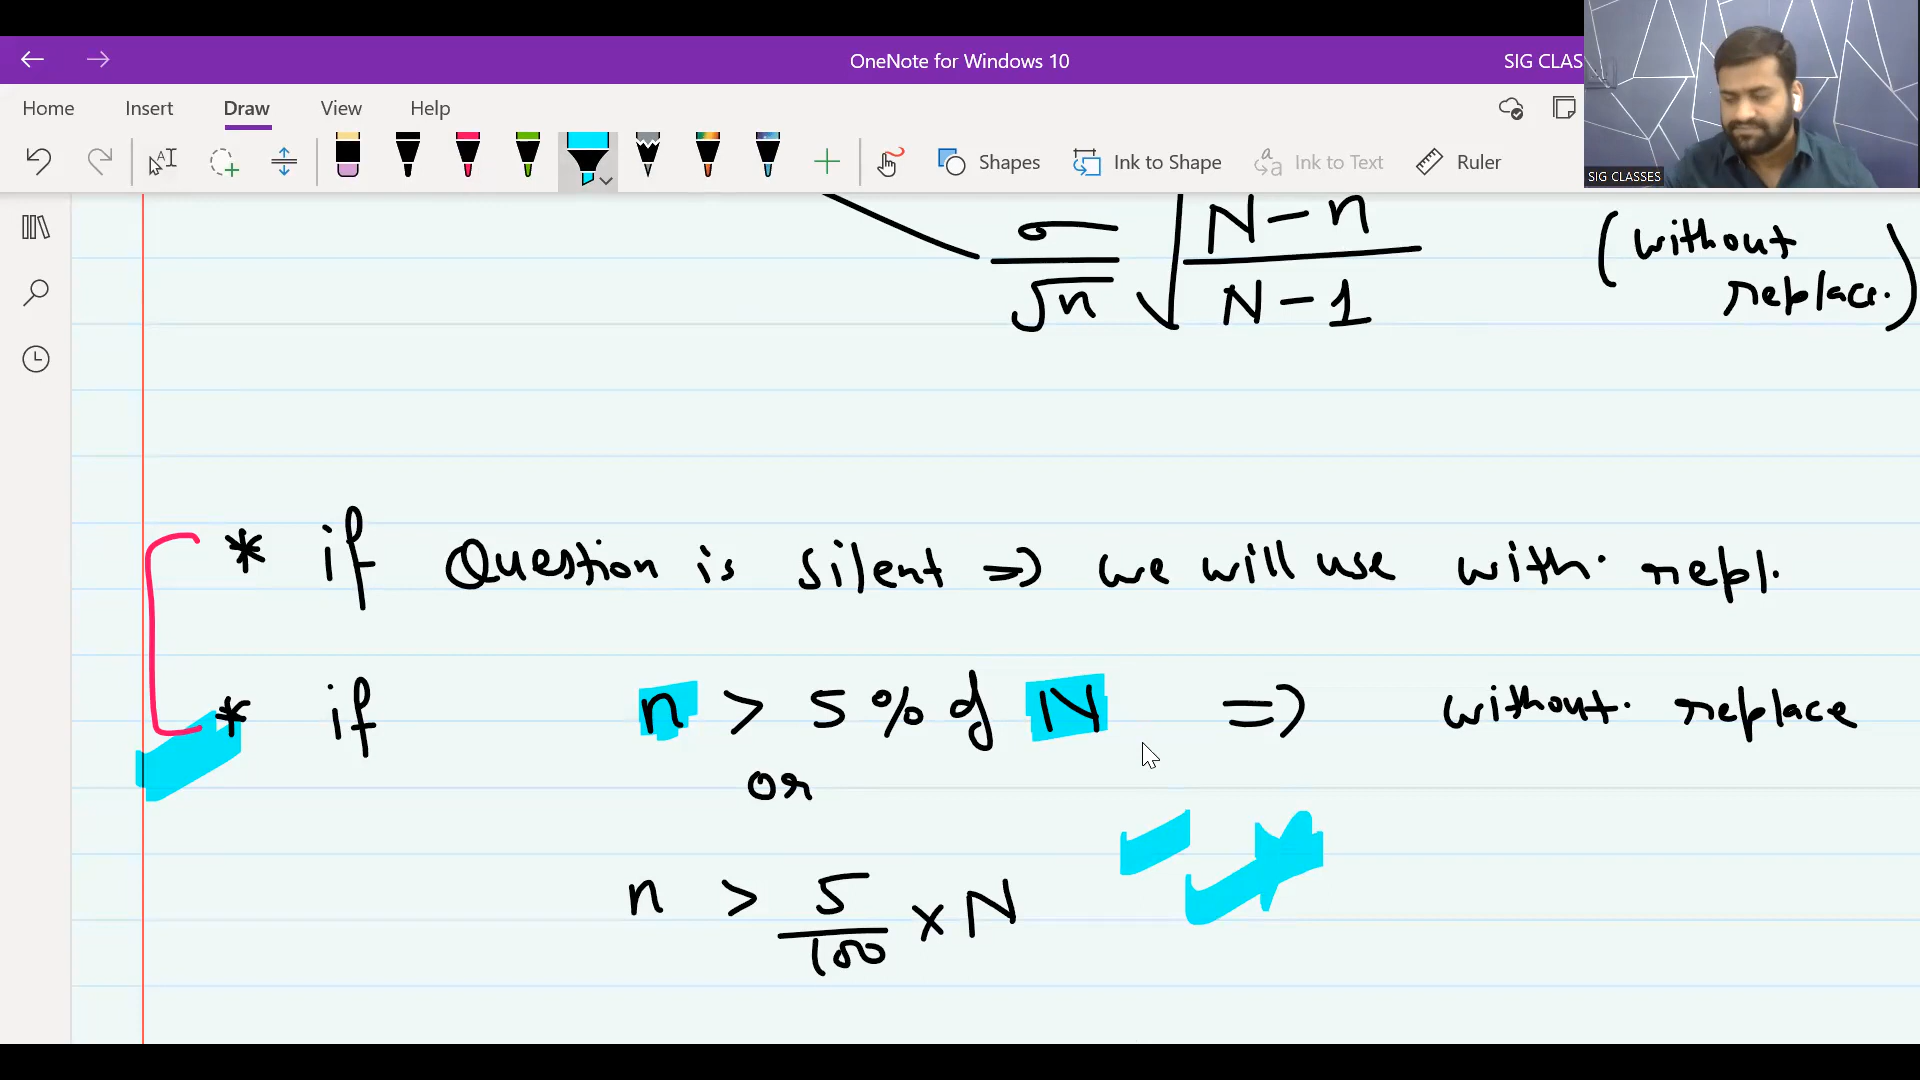 OneNote for Windows 10
SIG CLAS
Home Insert Draw View Help
Shapes Ink to Shape Ink to Text Ruler
SIG CLASSES
σ/√n √(N-n/N-1) (without replace.)
* if Question is silent => we will use with. repl.
* if n > 5% of N => without. replace
or
n > 5/100 × N